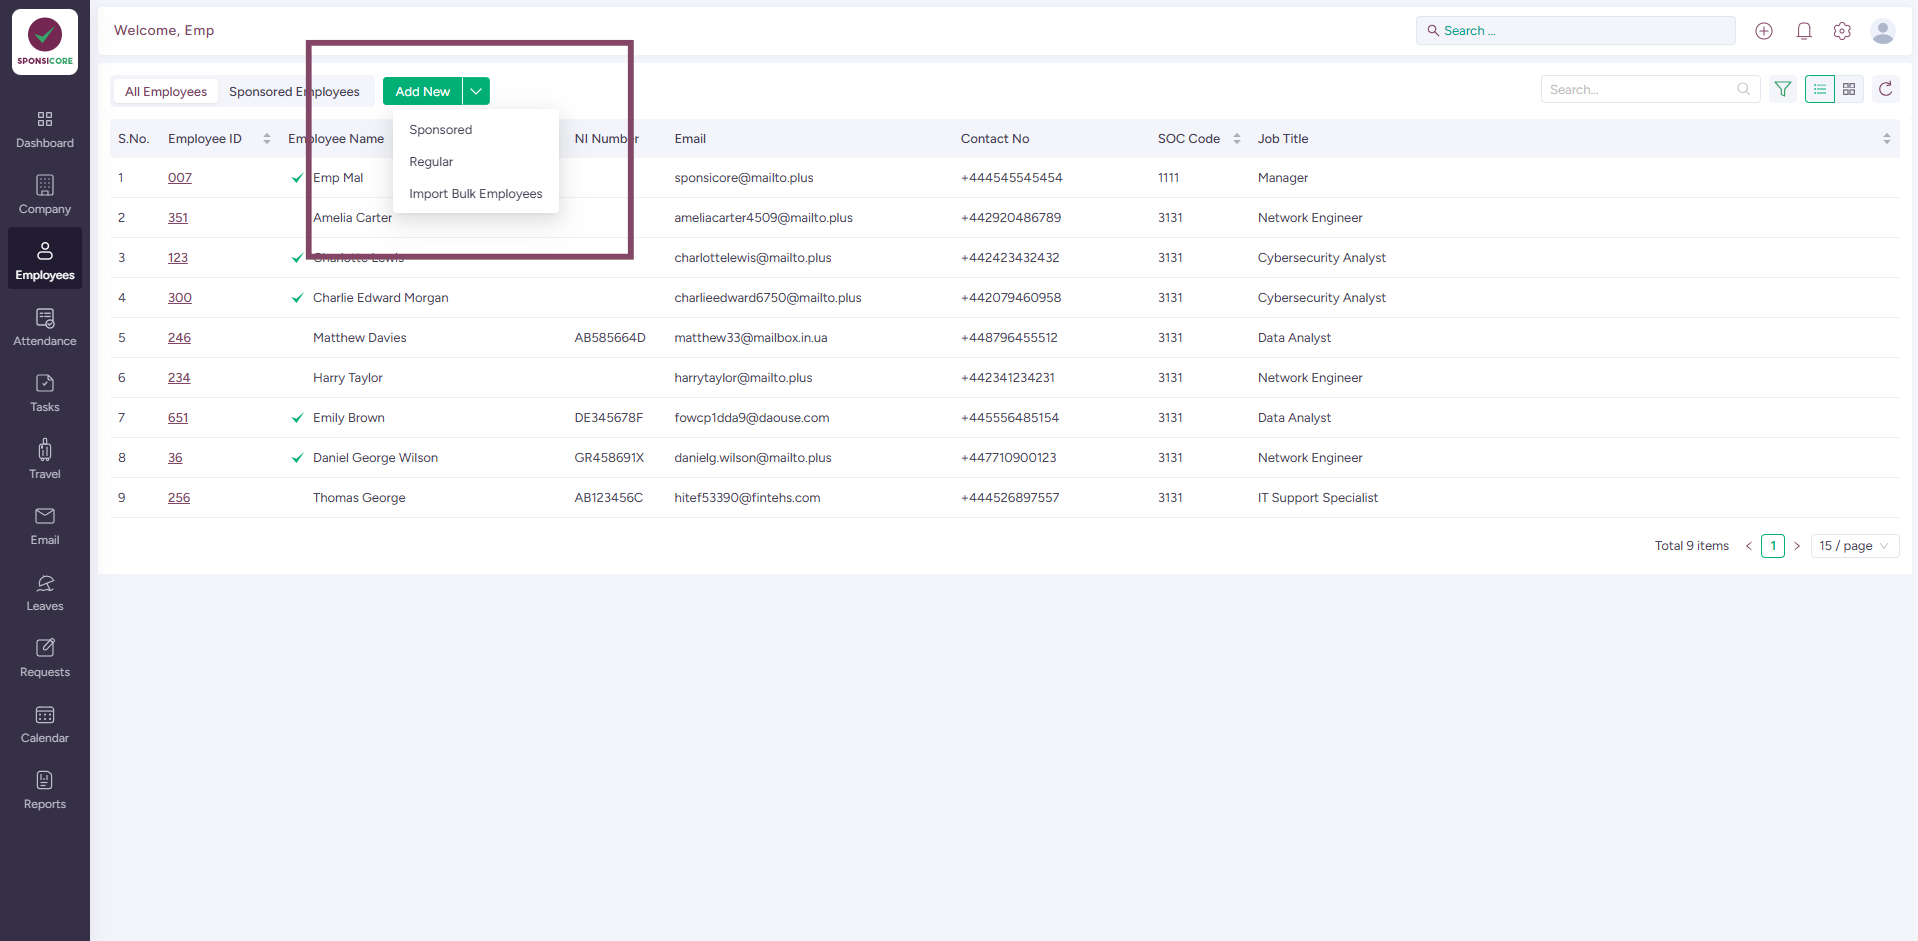 SPONSICORE
Welcome, Emp
Search ...
Dashboard
Company
Employees
Attendance
Tasks
Travel
Email
Leaves
Requests
Calendar
Reports
All Employees Sponsored Employees Add New
Search...
Sponsored
Regular
Import Bulk Employees
S.No. Employee ID Employee Name NI Number Email Contact No SOC Code Job Title
1 007 Emp Mal sponsicore@mailto.plus +444545545454 1111 Manager
2 351 Amelia Carter ameliacarter4509@mailto.plus +442920486789 3131 Network Engineer
3 123 Charlotte Lewis charlottelewis@mailto.plus +442423432432 3131 Cybersecurity Analyst
4 300 Charlie Edward Morgan charlieedward6750@mailto.plus +442079460958 3131 Cybersecurity Analyst
5 246 Matthew Davies AB585664D matthew33@mailbox.in.ua +448796455512 3131 Data Analyst
6 234 Harry Taylor harrytaylor@mailto.plus +442341234231 3131 Network Engineer
7 651 Emily Brown DE345678F fowcp1dda9@daouse.com +445556485154 3131 Data Analyst
8 36 Daniel George Wilson GR458691X danielg.wilson@mailto.plus +447710900123 3131 Network Engineer
9 256 Thomas George AB123456C hitef53390@fintehs.com +444526897557 3131 IT Support Specialist
Total 9 items < 1 > 15 / page